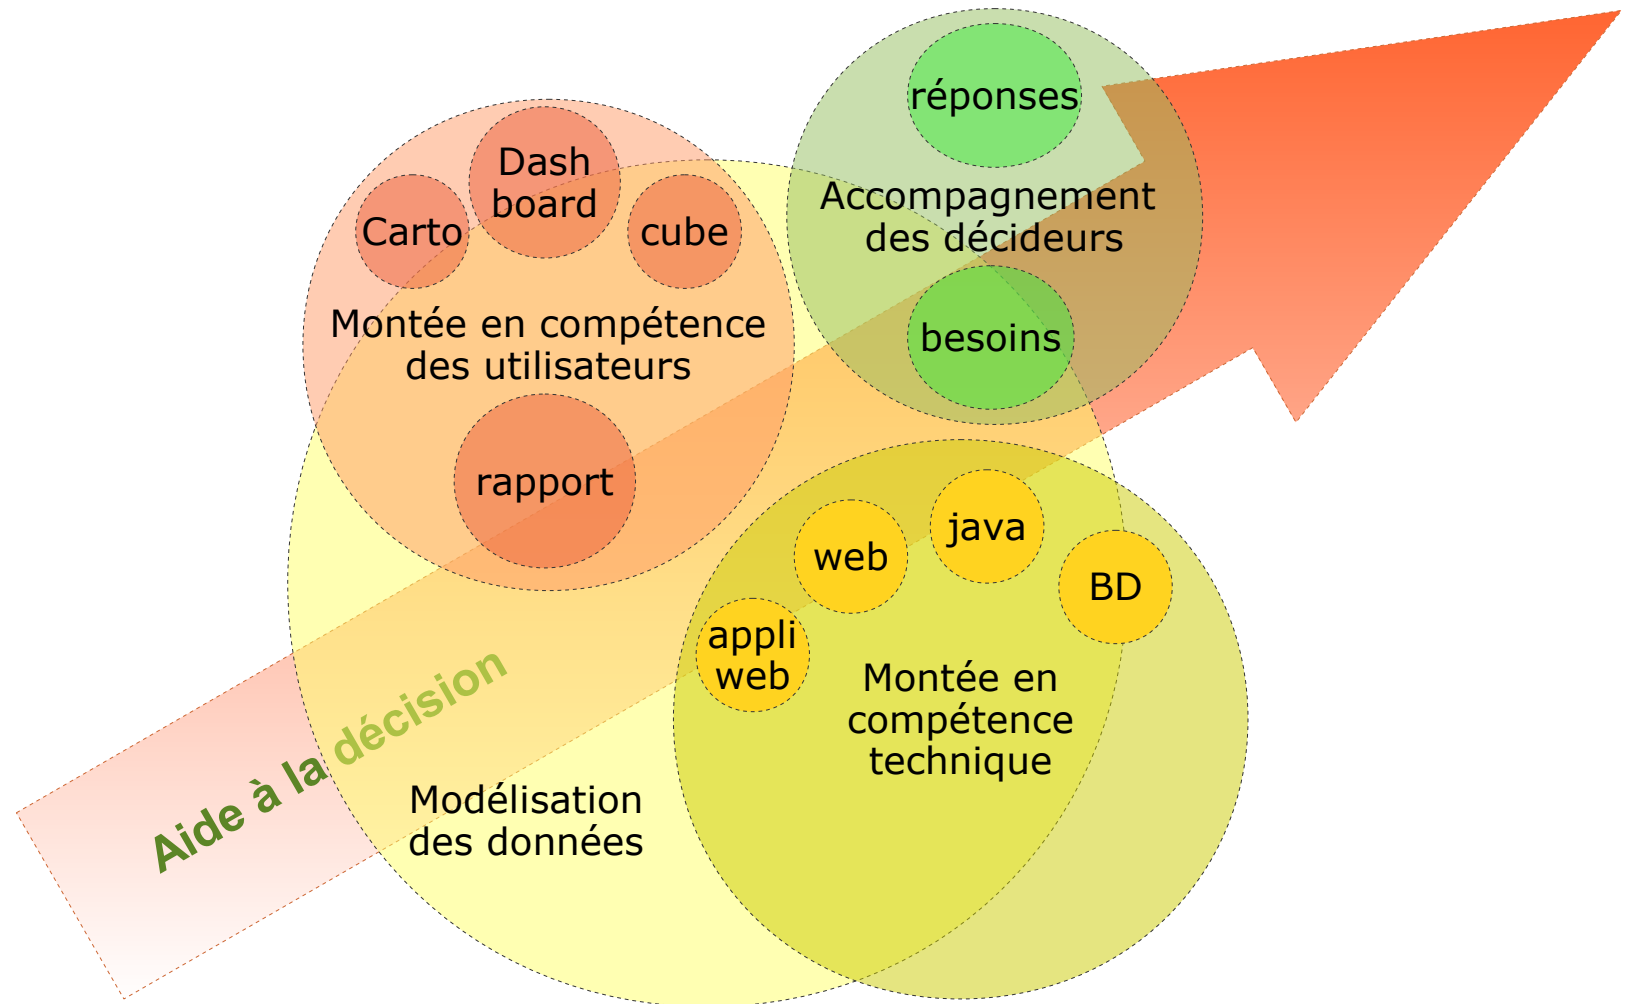 réponses
Accompagnement
des décideurs
besoins
Dash
board
Carto
cube
Montée en compétence
des utilisateurs
rapport
java
web
BD
appli
web
Montée en
compétence
technique
Aide à la décision
Modélisation
des données